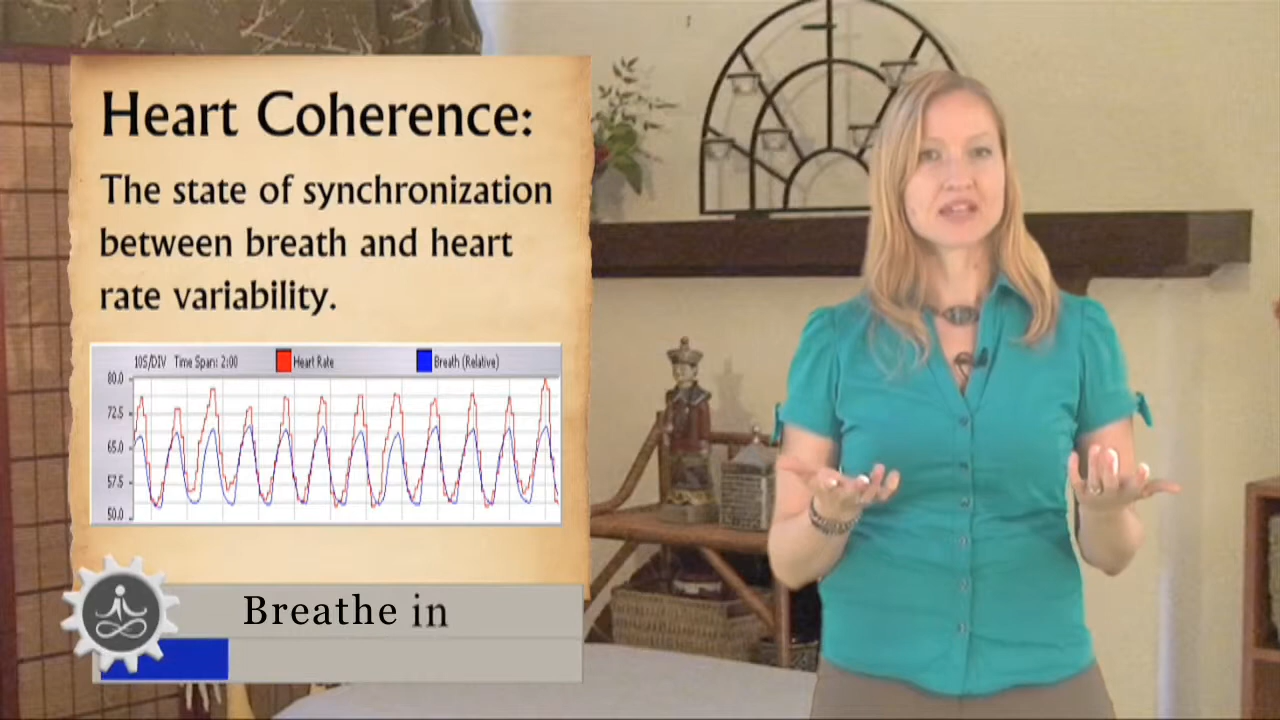 Heart Coherence:
The state of synchronization
between breath and heart
rate variability.
10S/DIV Time Span: 2:00 Heart Rate Breath (Relative)
80.0
72.5
65.0
57.5
50.0
Breathe in